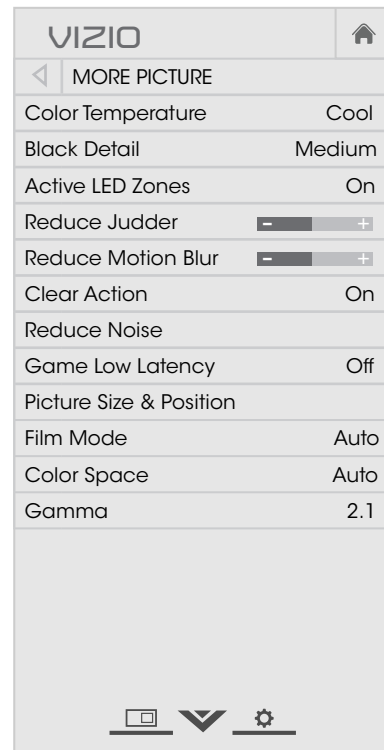 VIZIO
MORE PICTURE
Color Temperature Cool
Black Detail Medium
Active LED Zones On
Reduce Judder - +
Reduce Motion Blur - +
Clear Action On
Reduce Noise
Game Low Latency Off
Picture Size & Position
Film Mode Auto
Color Space Auto
Gamma 2.1